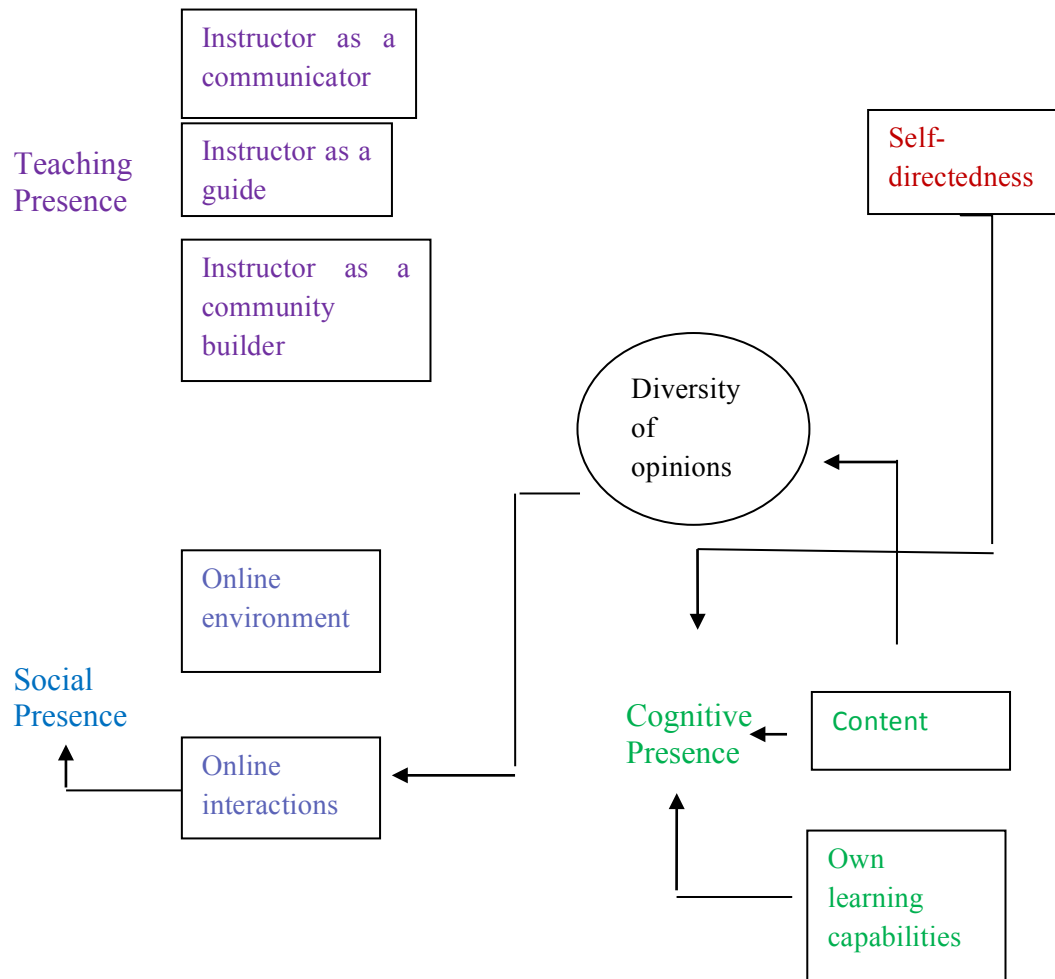 Instructor as a
communicator
Teaching
Presence
Instructor as a
guide
Instructor as a
community
builder
Self-
directedness
Diversity
of
opinions
Online
environment
Social
Presence
Online
interactions
Cognitive
Presence
Content
Own
learning
capabilities